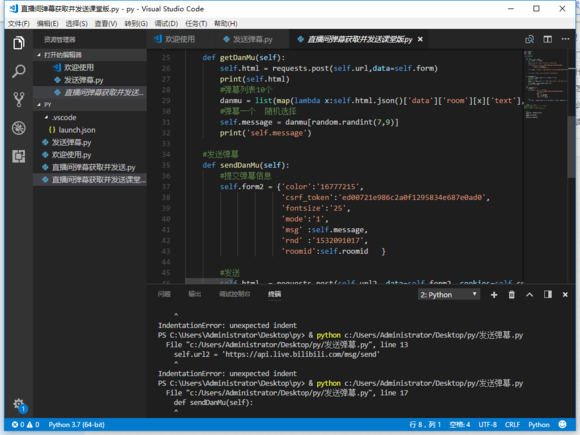 直播间弹幕获取并发送课堂版.py - py - Visual Studio Code
文件(F) 编辑(E) 选择(S) 查看(V) 转到(G) 调试(D) 任务(T) 帮助(H)
资源管理器
打开的编辑器
欢迎使用
发送弹幕.py
直播间弹幕获取并发送...
PY
.vscode
{} launch.json
发送弹幕.py
欢迎使用.py
直播间弹幕获取并发送.py
直播间弹幕获取并发送课堂...
欢迎使用 发送弹幕.py 直播间弹幕获取并发送课堂版.py ×
25 def getDanMu(self):
26 self.html = requests.post(self.url,data=self.form)
27 print(self.html)
28 #弹幕列表10个
29 danmu = list(map(lambda x:self.html.json()['data']['room'][x]['text'],
30 #弹幕一个 随机选择
31 self.message = danmu[random.randint(7,9)]
32 print('self.message')
33
34 #发送弹幕
35 def sendDanMu(self):
36 #提交弹幕信息
37 self.form2 = {'color':'16777215',
38 'csrf_token':'ed00721e986c2a0f1295834e687e0ad0',
39 'fontsize':'25',
40 'mode':'1',
41 'msg' :self.message,
42 'rnd' :'1532091017',
43 'roomid':self.roomid }
44
45 #发送
46 self.html = requests.post(self.url2, data=self.form2, cookies=self.co
问题 输出 调试控制台 终端 2: Python
^
IndentationError: unexpected indent
PS C:\Users\Administrator\Desktop\py> & python c:/Users/Administrator/Desktop/py/发送弹幕.py
File "c:/Users/Administrator/Desktop/py/发送弹幕.py", line 13
self.url2 = 'https://api.live.bilibili.com/msg/send'
^
IndentationError: unexpected indent
PS C:\Users\Administrator\Desktop\py> & python c:/Users/Administrator/Desktop/py/发送弹幕.py
File "c:/Users/Administrator/Desktop/py/发送弹幕.py", line 17
def sendDanMu(self):
^
1
0 0 Python 3.7 (64-bit) 行 8，列 1 空格: 4 UTF-8 CRLF Python